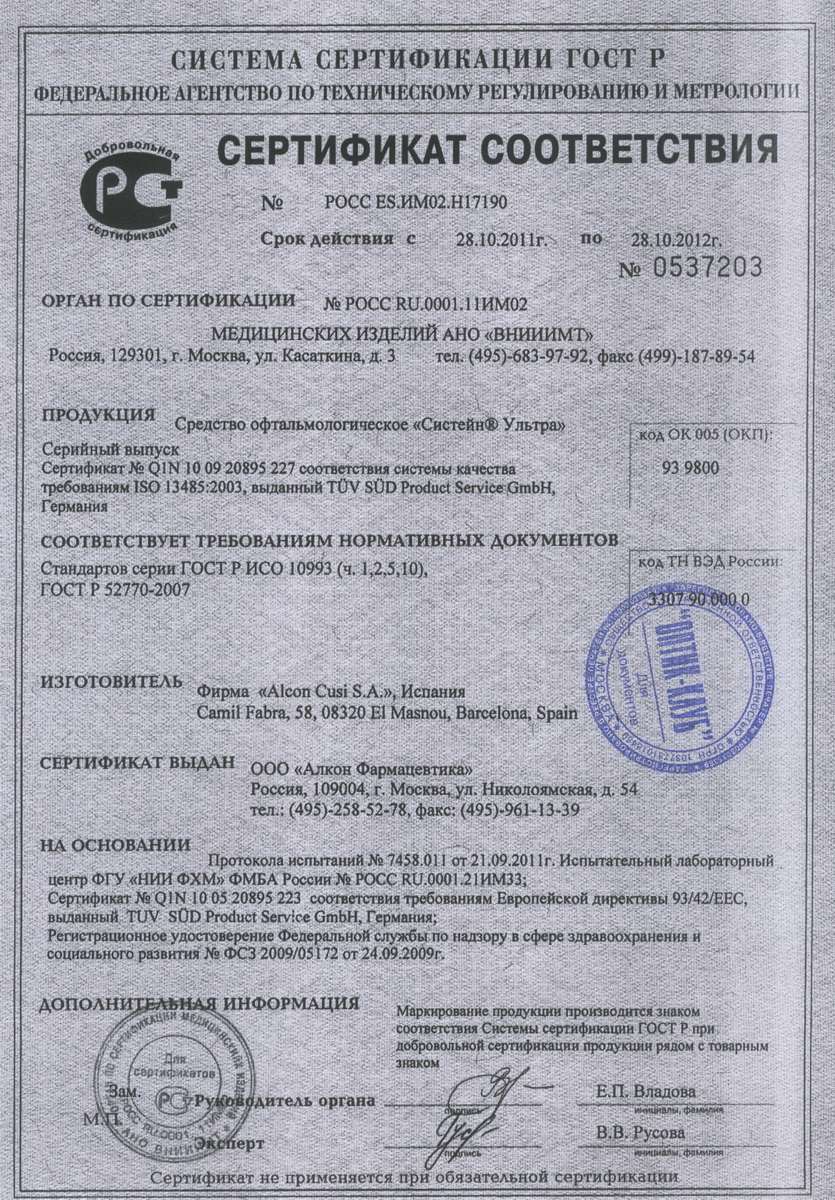 СИСТЕМА СЕРТИФИКАЦИИ ГОСТ Р
ФЕДЕРАЛЬНОЕ АГЕНТСТВО ПО ТЕХНИЧЕСКОМУ РЕГУЛИРОВАНИЮ И МЕТРОЛОГИИ
Добровольная
РСТ
сертификация
СЕРТИФИКАТ СООТВЕТСТВИЯ
№ РОСС ES.ИМ02.Н17190
Срок действия с 28.10.2011г. по 28.10.2012г.
№ 0537203
ОРГАН ПО СЕРТИФИКАЦИИ № РОСС RU.0001.11ИМ02
МЕДИЦИНСКИХ ИЗДЕЛИЙ АНО «ВНИИИМТ»
Россия, 129301, г. Москва, ул. Касаткина, д. 3 тел. (495)-683-97-92, факс (499)-187-89-54
ПРОДУКЦИЯ Средство офтальмологическое «Систейн® Ультра»
Серийный выпуск
Сертификат № Q1N 10 09 20895 227 соответствия системы качества
требованиям ISO 13485:2003, выданный TÜV SÜD Product Service GmbH,
Германия
код ОК 005 (ОКП):
93 9800
СООТВЕТСТВУЕТ ТРЕБОВАНИЯМ НОРМАТИВНЫХ ДОКУМЕНТОВ
Стандартов серии ГОСТ Р ИСО 10993 (ч. 1,2,5,10),
ГОСТ Р 52770-2007
код ТН ВЭД России:
3307 90 000 0
"ОПТИК-КЛУБ"
Для
документов
МОСКВА
ИЗГОТОВИТЕЛЬ Фирма «Alcon Cusi S.A.», Испания
Camil Fabra, 58, 08320 El Masnou, Barcelona, Spain
СЕРТИФИКАТ ВЫДАН ООО «Алкон Фармацевтика»
Россия, 109004, г. Москва, ул. Николоямская, д. 54
тел.: (495)-258-52-78, факс: (495)-961-13-39
НА ОСНОВАНИИ
Протокола испытаний № 7458.011 от 21.09.2011г. Испытательный лабораторный
центр ФГУ «НИИ ФХМ» ФМБА России № РОСС RU.0001.21ИМ33;
Сертификат № Q1N 10 05 20895 223 соответствия требованиям Европейской директивы 93/42/ЕЕС,
выданный TUV SÜD Product Service GmbH, Германия;
Регистрационное удостоверение Федеральной службы по надзору в сфере здравоохранения и
социального развития № ФСЗ 2009/05172 от 24.09.2009г.
ДОПОЛНИТЕЛЬНАЯ ИНФОРМАЦИЯ
Маркирование продукции производится знаком
соответствия Системы сертификации ГОСТ Р при
добровольной сертификации продукции рядом с товарным
знаком
ОРГАН ПО СЕРТИФИКАЦИИ МЕДИЦИНСКИХ ИЗДЕЛИЙ
Для
сертификатов
Зам.
М.П.
Руководитель органа
подпись
Е.П. Владова
инициалы, фамилия
Эксперт
подпись
В.В. Русова
инициалы, фамилия
Сертификат не применяется при обязательной сертификации